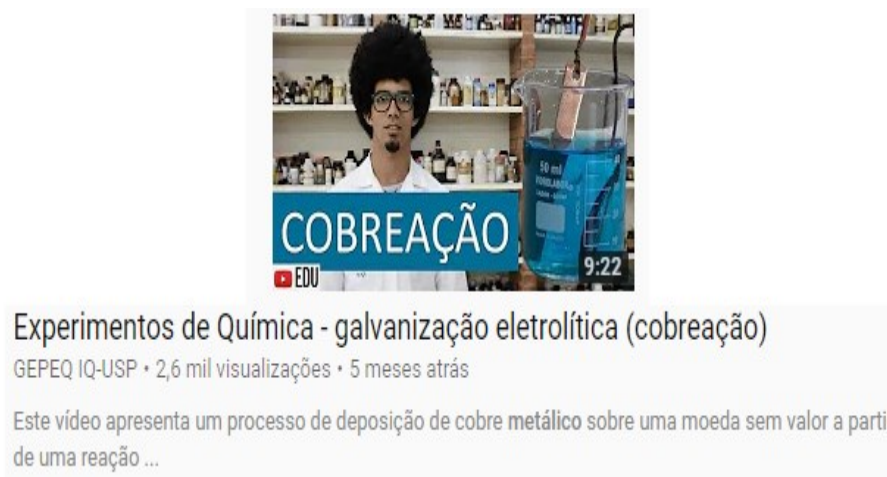 COBREAÇÃO
EDU
50 ml
9:22
Experimentos de Química - galvanização eletrolítica (cobreação)
GEPEQ IQ-USP • 2,6 mil visualizações • 5 meses atrás
Este vídeo apresenta um processo de deposição de cobre metálico sobre uma moeda sem valor a parti
de uma reação ...